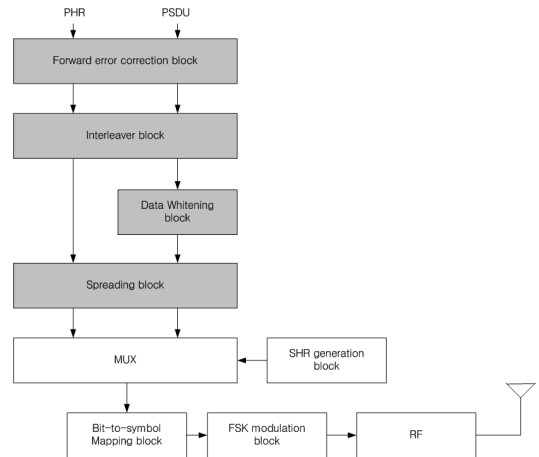 PHR PSDU
Forward error correction block
Interleaver block
Data Whitening
block
Spreading block
MUX
SHR generation
block
Bit-to-symbol
Mapping block
FSK modulation
block
RF